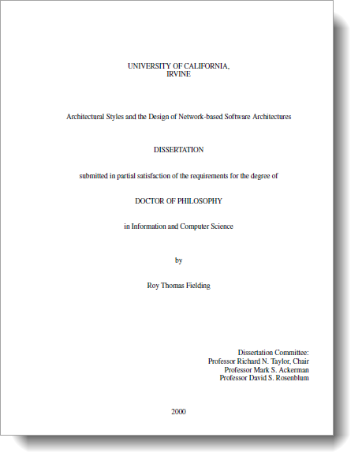 UNIVERSITY OF CALIFORNIA,
IRVINE
Architectural Styles and the Design of Network-based Software Architectures
DISSERTATION
submitted in partial satisfaction of the requirements for the degree of
DOCTOR OF PHILOSOPHY
in Information and Computer Science
by
Roy Thomas Fielding
Dissertation Committee:
Professor Richard N. Taylor, Chair
Professor Mark S. Ackerman
Professor David S. Rosenblum
2000